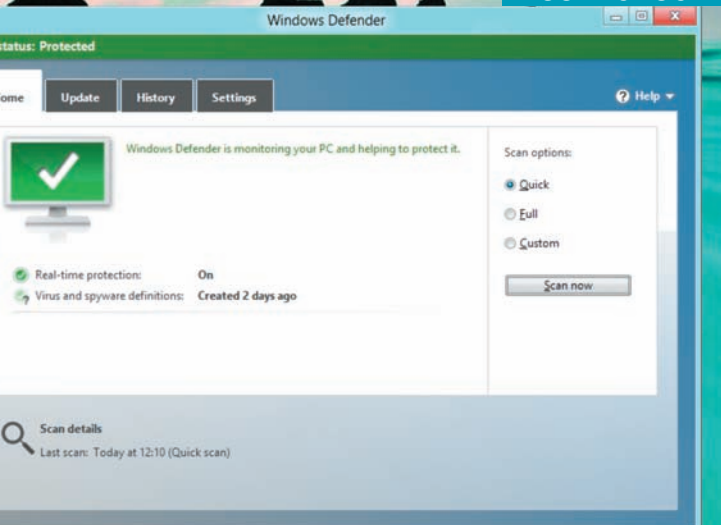 Windows Defender
status: Protected
ome Update History Settings Help
Windows Defender is monitoring your PC and helping to protect it.
Scan options:
Quick
Full
Custom
Scan now
Real-time protection: On
Virus and spyware definitions: Created 2 days ago
Scan details
Last scan: Today at 12:10 (Quick scan)